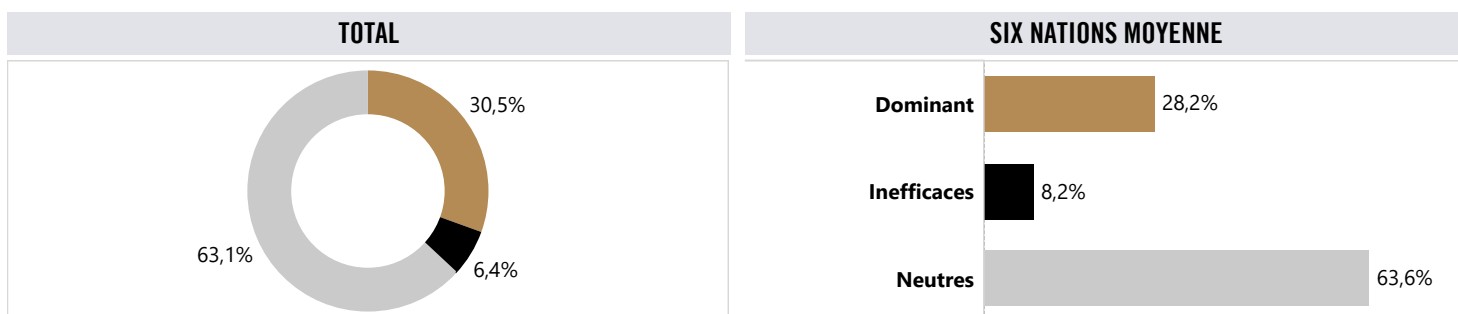 TOTAL
30,5%
63,1%
6,4%
SIX NATIONS MOYENNE
Dominant 28,2%
Inefficaces 8,2%
Neutres 63,6%